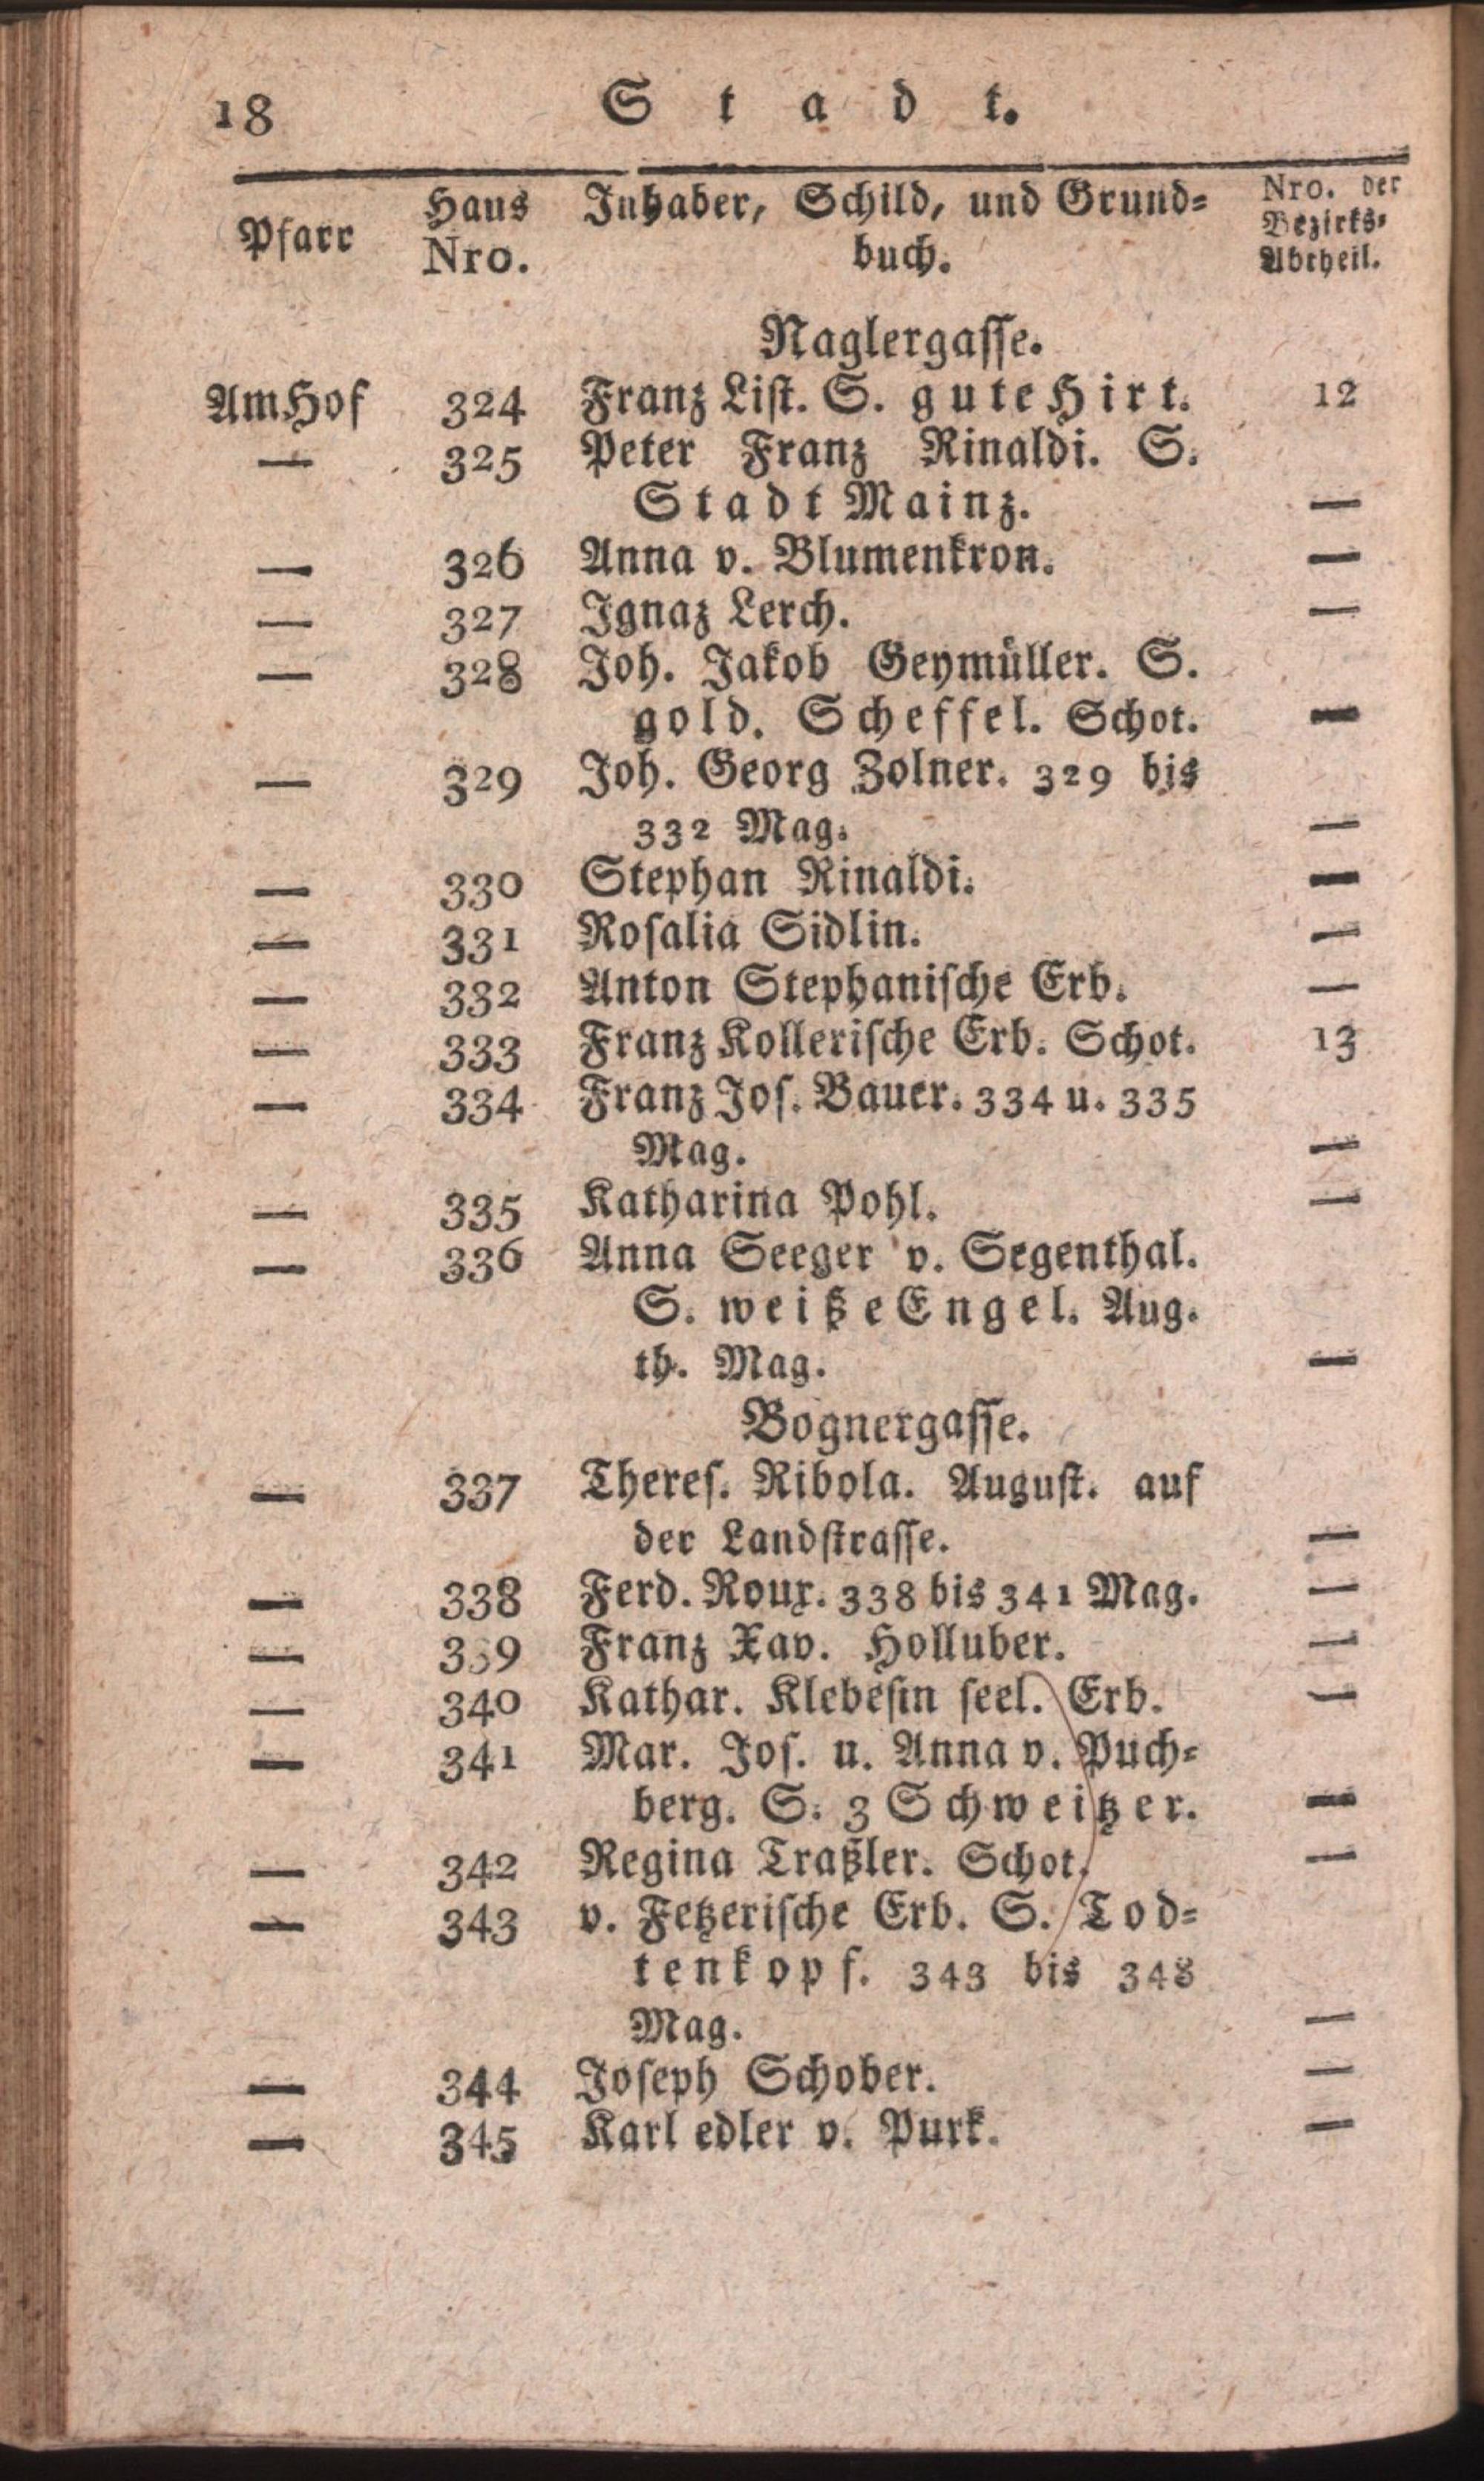 18 Stadt.
Pfarr Haus Nro. Inhaber, Schild, und Grund= buch. Nro. der Bezirks= Abtheil.
Naglergasse.
Am Hof 324 Franz List. S. gute Hirt. 12
— 325 Peter Franz Rinaldi. S.
Stadt Mainz. —
— 326 Anna v. Blumenkron. —
— 327 Ignaz Lerch. —
— 328 Joh. Jakob Geymüller. S.
gold. Scheffel. Schot. —
— 329 Joh. Georg Zolner. 329 bis
332 Mag. —
— 330 Stephan Rinaldi. —
— 331 Rosalia Sidlin. —
— 332 Anton Stephanische Erb. —
— 333 Franz Kollerische Erb. Schot. 13
— 334 Franz Jos. Bauer. 334 u. 335
Mag. —
— 335 Katharina Pohl. —
— 336 Anna Seeger v. Segenthal.
S. weiße Engel. Aug.
th. Mag. —
Bognergasse.
— 337 Theres. Ribola. August. auf
der Landstrasse. —
— 338 Ferd. Roux. 338 bis 341 Mag. —
— 339 Franz Xav. Holluber. —
— 340 Kathar. Klebesin seel. Erb. —
— 341 Mar. Jos. u. Anna v. Puch=
berg. S. 3 Schweitzer. —
— 342 Regina Traßler. Schot. —
— 343 v. Fetzerische Erb. S. Tod=
tenkopf. 343 bis 348
Mag. —
— 344 Joseph Schober. —
— 345 Karl edler v. Purk. —